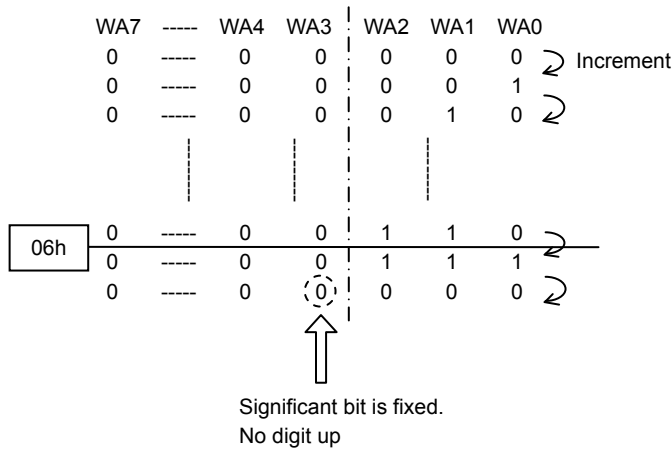 WA7 ----- WA4 WA3 WA2 WA1 WA0
0 ----- 0 0 0 0 0 Increment
0 ----- 0 0 0 0 1
0 ----- 0 0 0 1 0
0 ----- 0 0 1 1 0
06h
0 ----- 0 0 1 1 1
0 ----- 0 0 0 0 0
Significant bit is fixed.
No digit up